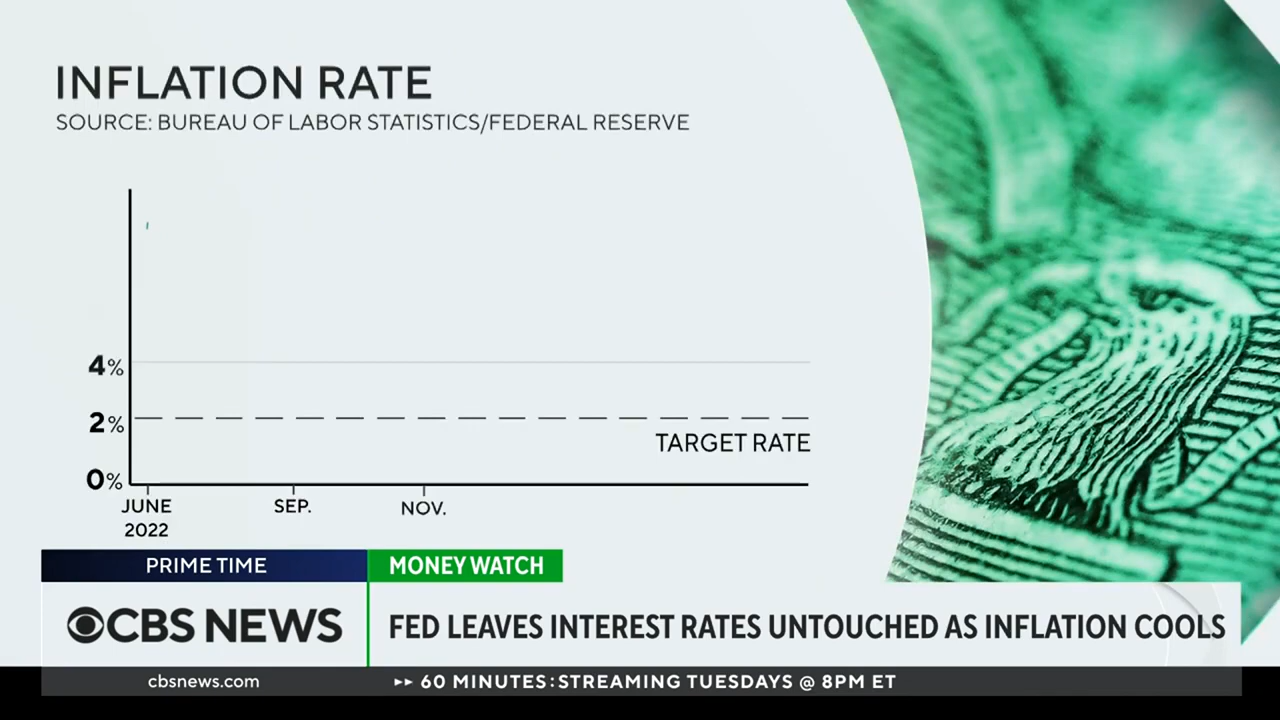 INFLATION RATE
SOURCE: BUREAU OF LABOR STATISTICS/FEDERAL RESERVE
4%
2%
TARGET RATE
0%
JUNE
2022
SEP.
NOV.
PRIME TIME
MONEY WATCH
CBS NEWS
FED LEAVES INTEREST RATES UNTOUCHED AS INFLATION COOLS
cbsnews.com
60 MINUTES: STREAMING TUESDAYS @ 8PM ET